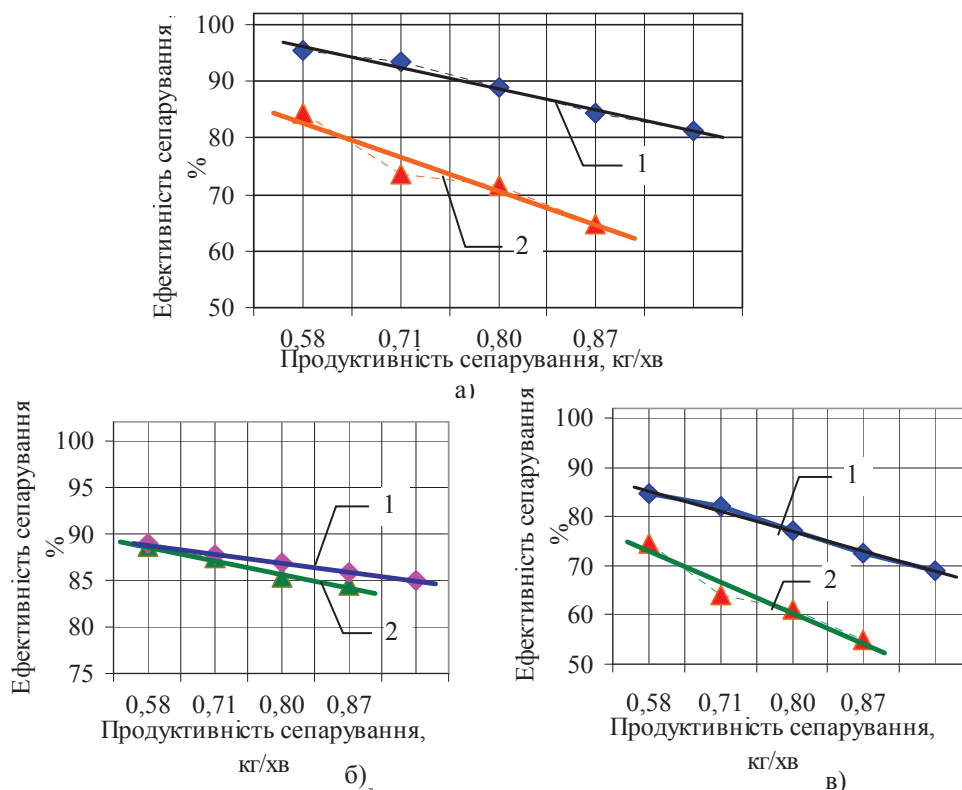 Ефективність сепарування,
%
100
90
80
70
60
50
1
2
0,58 0,71 0,80 0,87
Продуктивність сепарування, кг/хв
а)
Ефективність сепарування
%
100
95
90
85
80
75
1
2
0,58 0,71 0,80 0,87
Продуктивність сепарування,
кг/хв
б)
Ефективність сепарування
%
100
90
80
70
60
50
1
2
0,58 0,71 0,80 0,87
Продуктивність сепарування,
кг/хв
в)